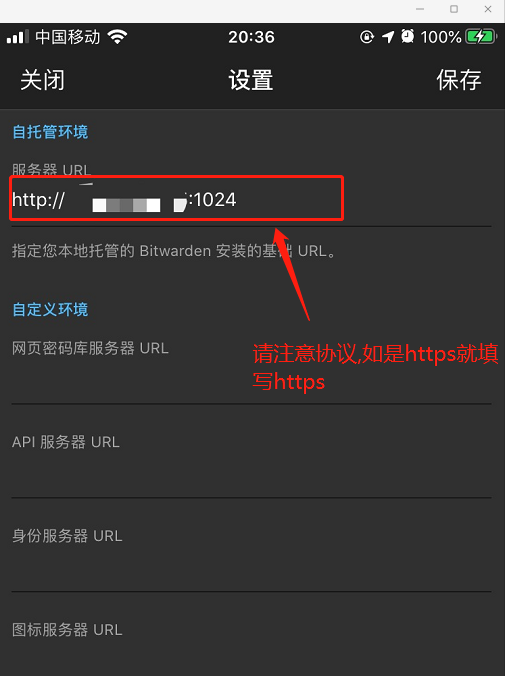 中国移动 20:36 100%
关闭 设置 保存
自托管环境
服务器 URL
http:// :1024
指定您本地托管的 Bitwarden 安装的基础 URL。
自定义环境
网页密码库服务器 URL
请注意协议,如是https就填
写https
API 服务器 URL
身份服务器 URL
图标服务器 URL